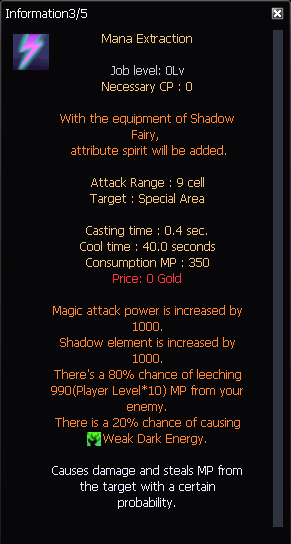 Information3/5
Mana Extraction
Job level: 0Lv
Necessary CP : 0
With the equipment of Shadow
Fairy,
attribute spirit will be added.
Attack Range : 9 cell
Target : Special Area
Casting time : 0.4 sec.
Cool time : 40.0 seconds
Consumption MP : 350
Price: 0 Gold
Magic attack power is increased by
1000.
Shadow element is increased by
1000.
There's a 80% chance of leeching
990(Player Level*10) MP from your
enemy.
There is a 20% chance of causing
Weak Dark Energy.
Causes damage and steals MP from
the target with a certain
probability.